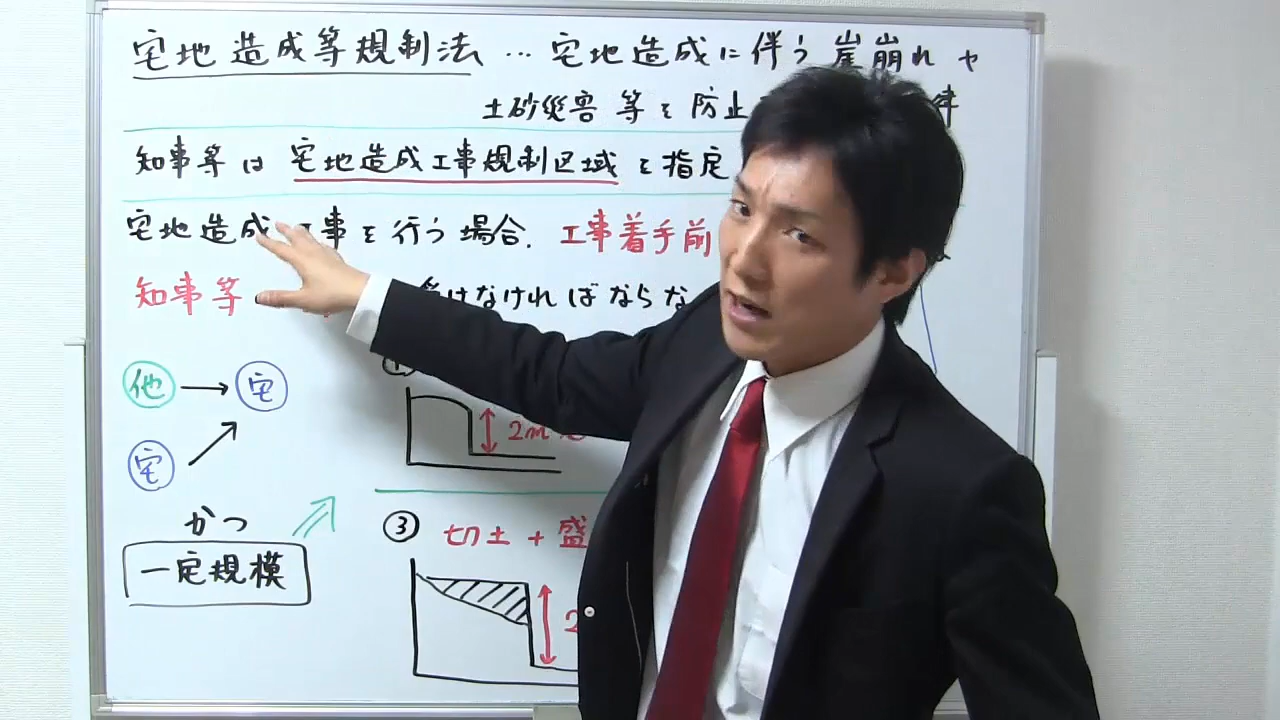 宅地造成等規制法 … 宅地造成に伴う崖崩れや
土砂災害等を防止 律
知事等は 宅地造成工事規制区域 を指定
宅地造成工事を行う場合、工事着手前
知事等 受けなければならな
他 → 宅
宅
かつ
一定規模
①
2m
③ 切土 + 盛
2